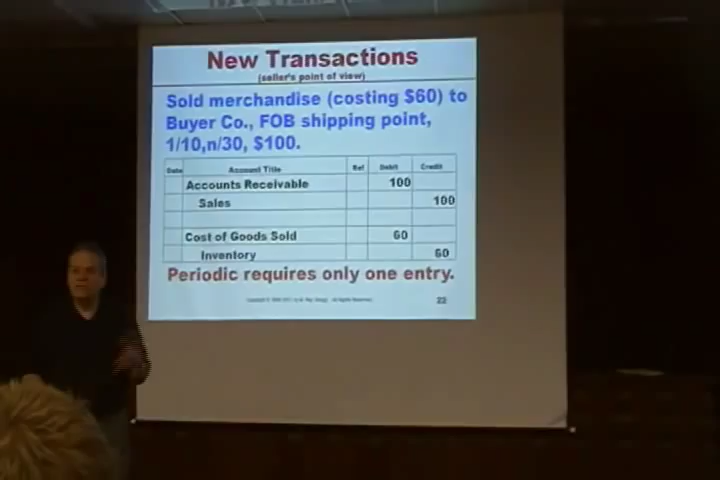 New Transactions
(seller's point of view)
Sold merchandise (costing $60) to
Buyer Co., FOB shipping point,
1/10,n/30, $100.
Date Account Title Ref Debit Credit
Accounts Receivable 100
Sales 100
Cost of Goods Sold 60
Inventory 60
Periodic requires only one entry.
22